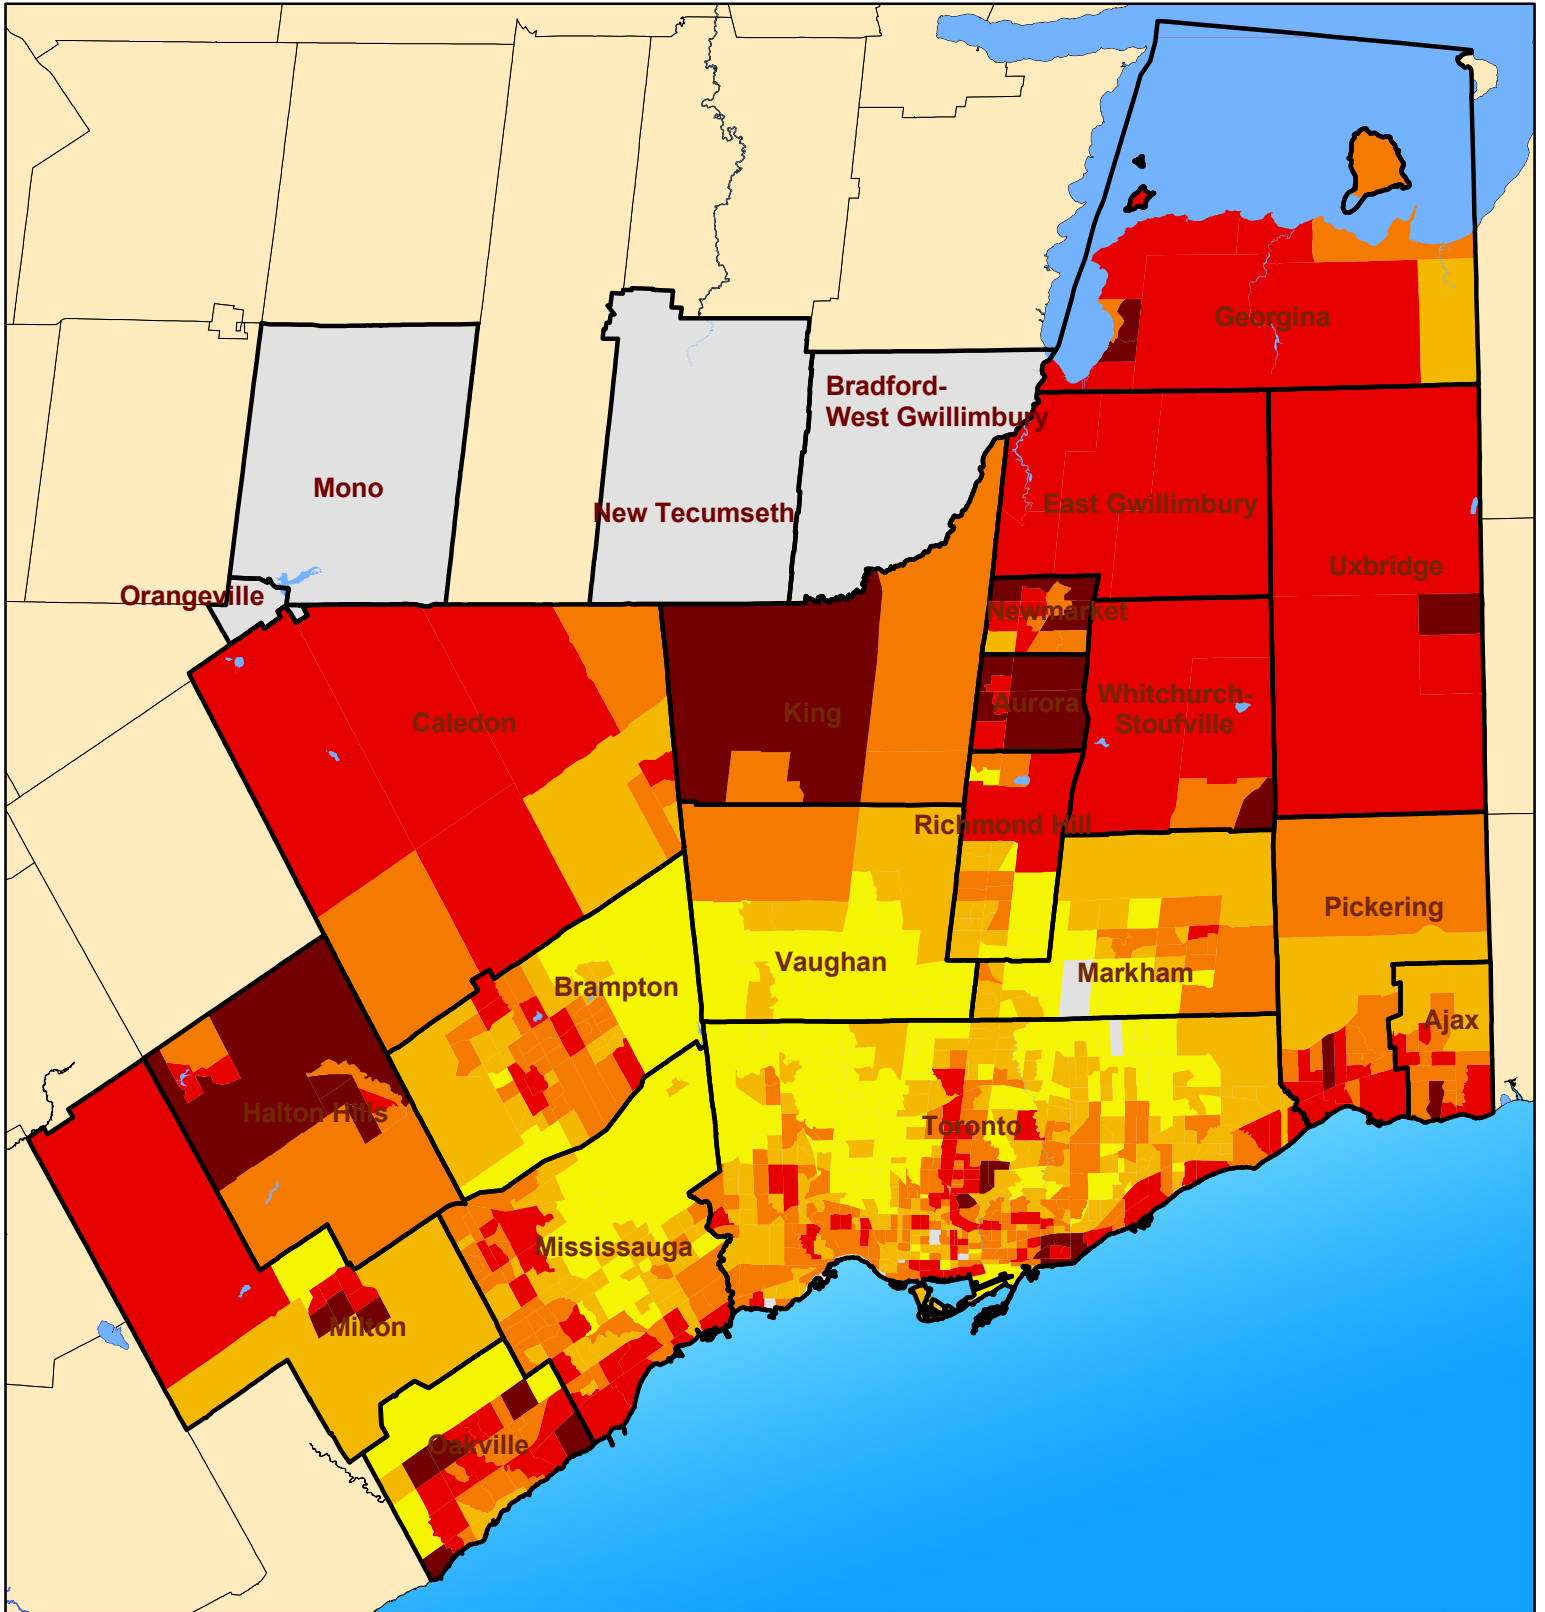 Georgina
Bradford-
West Gwillimbury
Mono
New Tecumseth
East Gwillimbury
Uxbridge
Orangeville
Newmarket
Caledon
King
Aurora
Whitchurch-
Stoufville
Richmond Hill
Pickering
Vaughan
Markham
Brampton
Ajax
Halton Hills
Toronto
Mississauga
Milton
Oakville